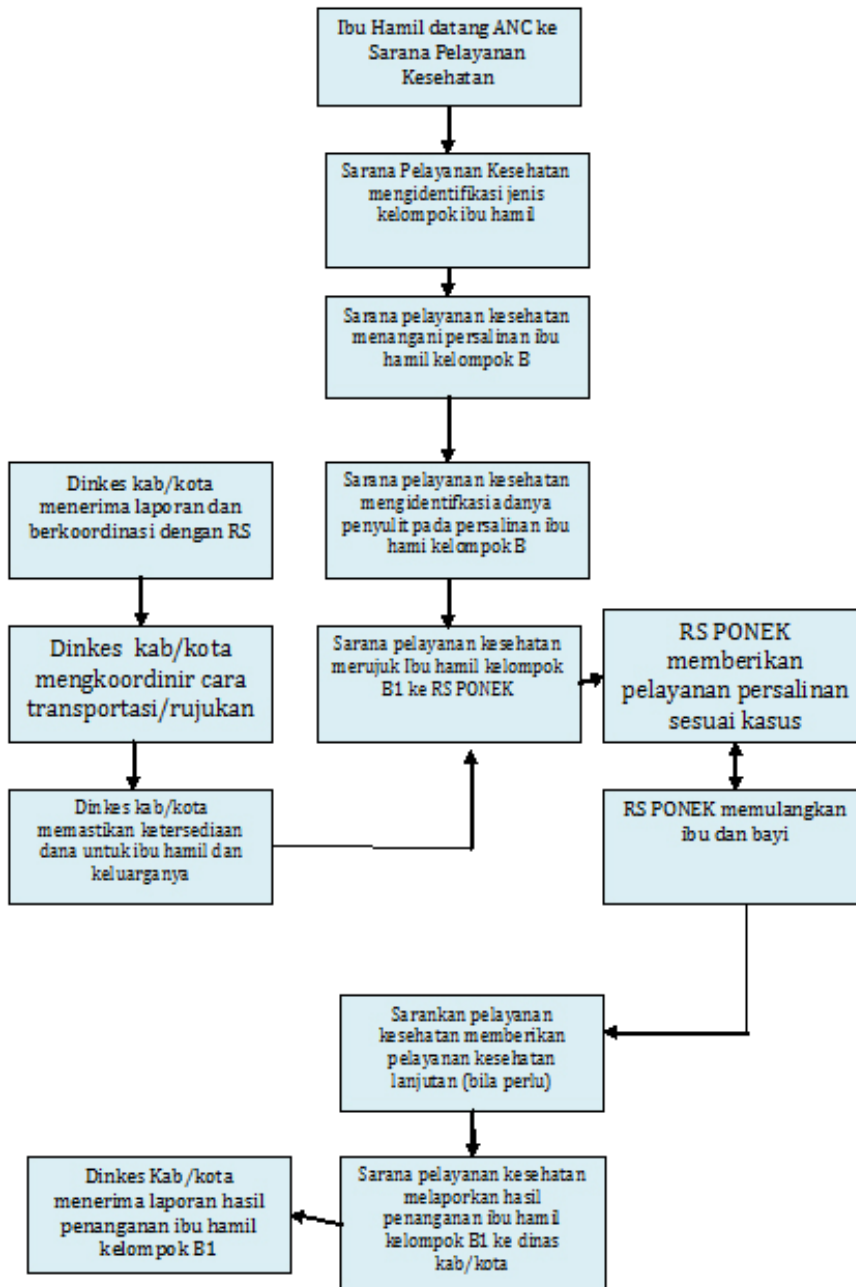 Ibu Hamil datang ANC ke
Sarana Pelayanan
Kesehatan
Sarana Pelayanan Kesehatan
mengidentifikasi jenis
kelompok ibu hamil
Sarana pelayanan kesehatan
menangani persalinan ibu
hamil kelompok B
Dinkes kab/kota
menerima laporan dan
berkoordinasi dengan RS
Sarana pelayanan kesehatan
mengidentifkasi adanya
penyulit pada persalinan ibu
hami kelompok B
Dinkes kab/kota
mengkoordinir cara
transportasi/rujukan
Sarana pelayanan kesehatan
merujuk Ibu hamil kelompok
B1 ke RS PONEK
RS PONEK
memberikan
pelayanan persalinan
sesuai kasus
Dinkes kab/kota
memastikan ketersediaan
dana untuk ibu hamil dan
keluarganya
RS PONEK memulangkan
ibu dan bayi
Sarankan pelayanan
kesehatan memberikan
pelayanan kesehatan
lanjutan (bila perlu)
Dinkes Kab/kota
menerima laporan hasil
penanganan ibu hamil
kelompok B1
Sarana pelayanan kesehatan
melaporkan hasil
penanganan ibu hamil
kelompok B1 ke dinas
kab/kota